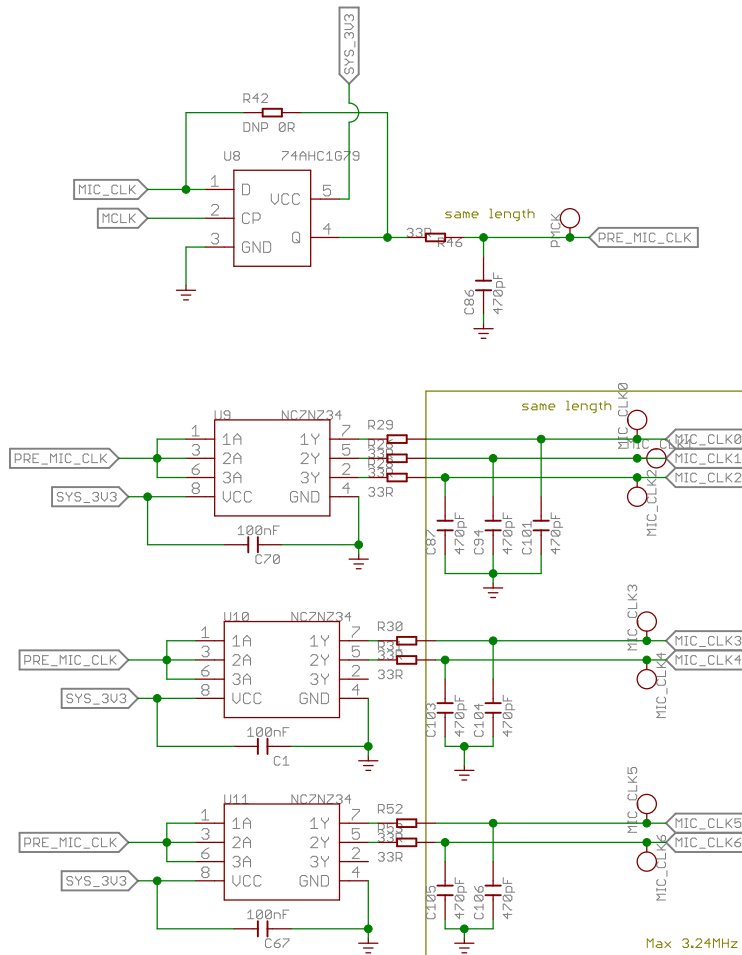 SYS_3V3
R42
DNP 0R
U8 74AHC1G79
MIC_CLK
1 D
VCC 5
MCLK
2 CP
3 GND
Q 4
same length
33R
R46
PMCK
PRE_MIC_CLK
C86
470pF
U9 NCZNZ34
R29
same length
MIC_CLK0
1 1A 1Y 7
MIC_CLK0
PRE_MIC_CLK
3 2A 2Y 5
33R
MIC_CLK1
6 3A 3Y 2
MIC_CLK2
MIC_CLK2
SYS_3V3
8 VCC GND 4
33R
100nF
C70
C87
470pF
C94
470pF
C101
470pF
U10 NCZNZ34
R30
MIC_CLK3
1 1A 1Y 7
MIC_CLK3
PRE_MIC_CLK
3 2A 2Y 5
33R
MIC_CLK4
6 3A 3Y 2
33R
MIC_CLK4
SYS_3V3
8 VCC GND 4
100nF
C1
C103
470pF
C104
470pF
U11 NCZNZ34
R52
MIC_CLK5
1 1A 1Y 7
MIC_CLK5
PRE_MIC_CLK
3 2A 2Y 5
33R
MIC_CLK6
6 3A 3Y 2
33R
MIC_CLK6
SYS_3V3
8 VCC GND 4
100nF
C67
C105
470pF
C106
470pF
Max 3.24MHz